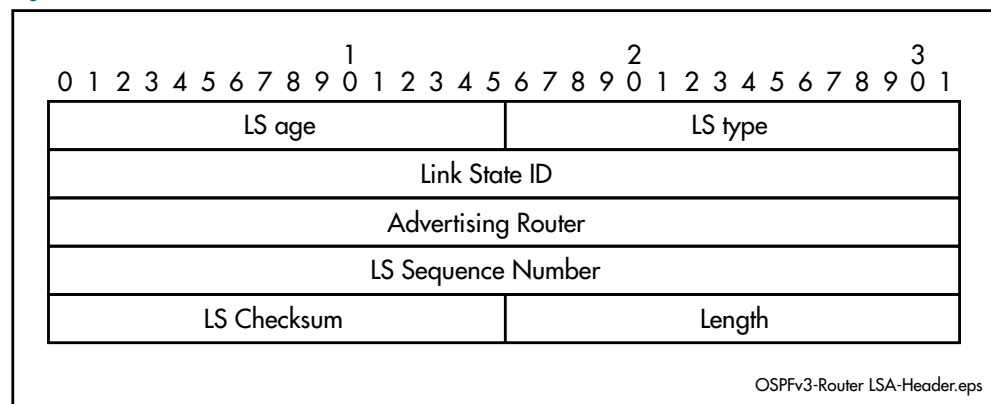 1 2 3
0 1 2 3 4 5 6 7 8 9 0 1 2 3 4 5 6 7 8 9 0 1 2 3 4 5 6 7 8 9 0 1
LS age LS type
Link State ID
Advertising Router
LS Sequence Number
LS Checksum Length
OSPFv3-Router LSA-Header.eps